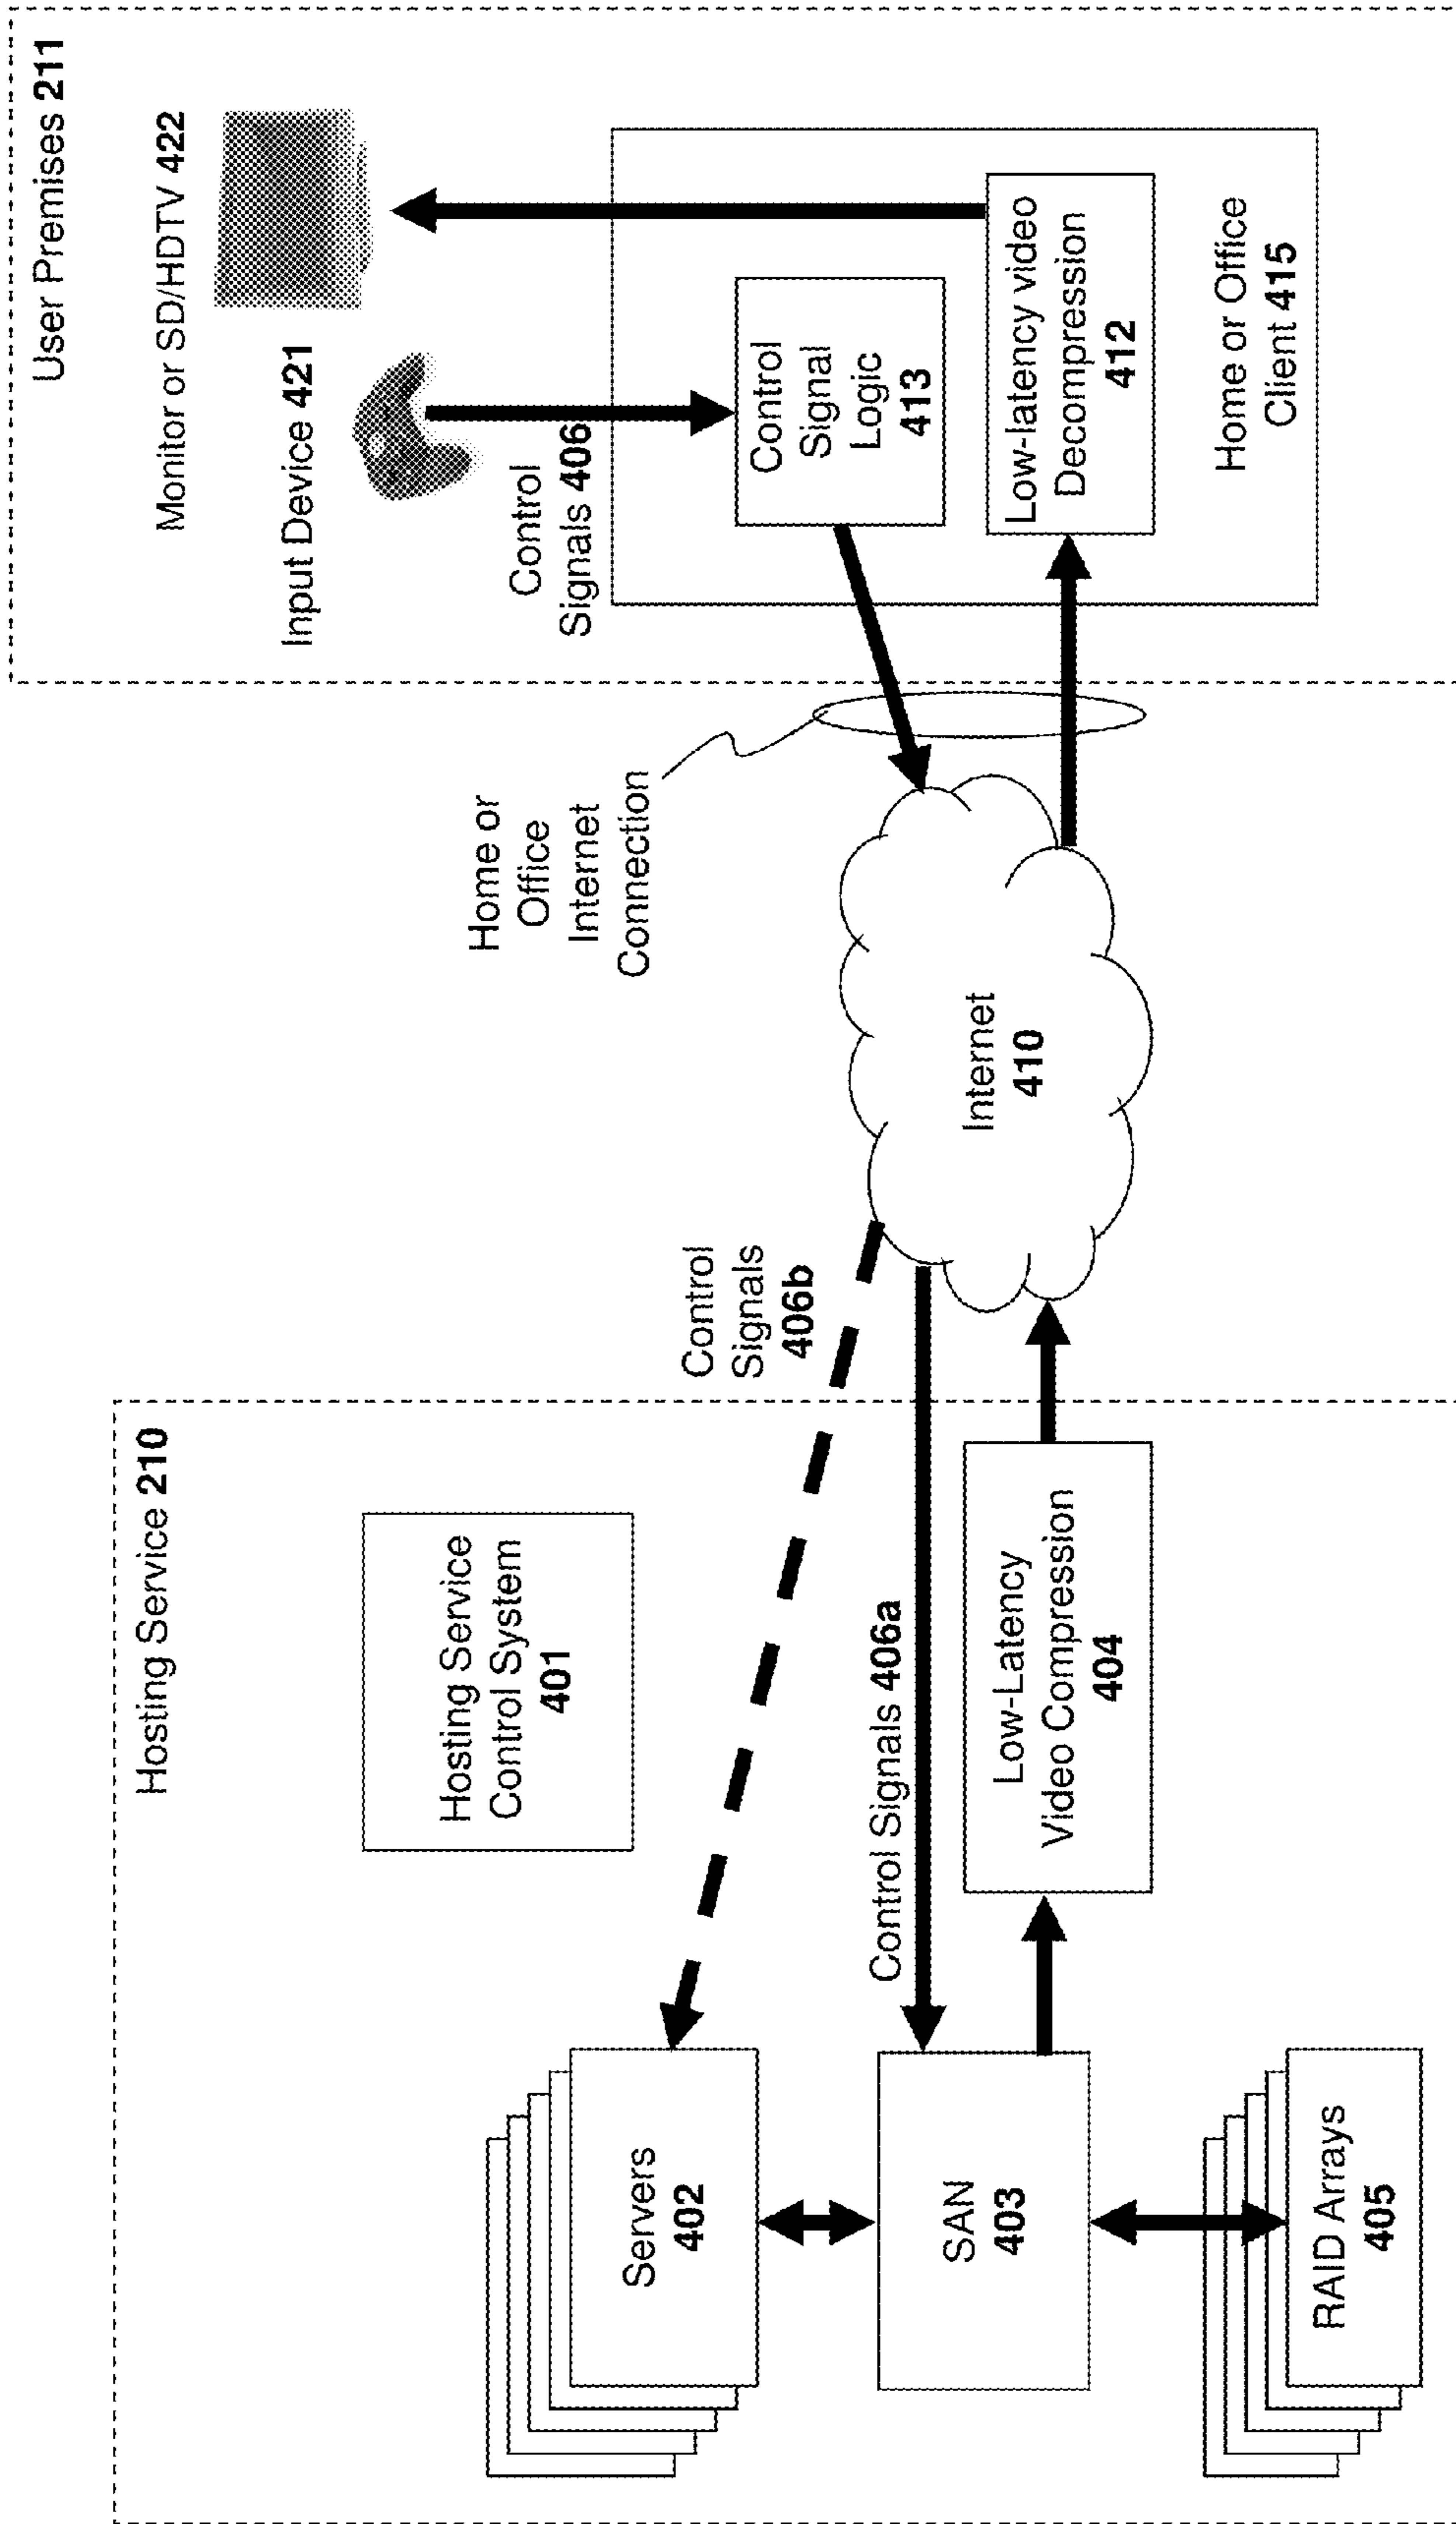 Hosting Service 210
Hosting Service
Control System
401
Servers
402
Control Signals 406a
SAN
403
Low-Latency
Video Compression
404
RAID Arrays
405
Control
Signals
406b
Home or
Office
Internet
Connection
Internet
410
User Premises 211
Monitor or SD/HDTV 422
Input Device 421
Control
Signals 406
Control
Signal
Logic
413
Low-latency video
Decompression
412
Home or Office
Client 415